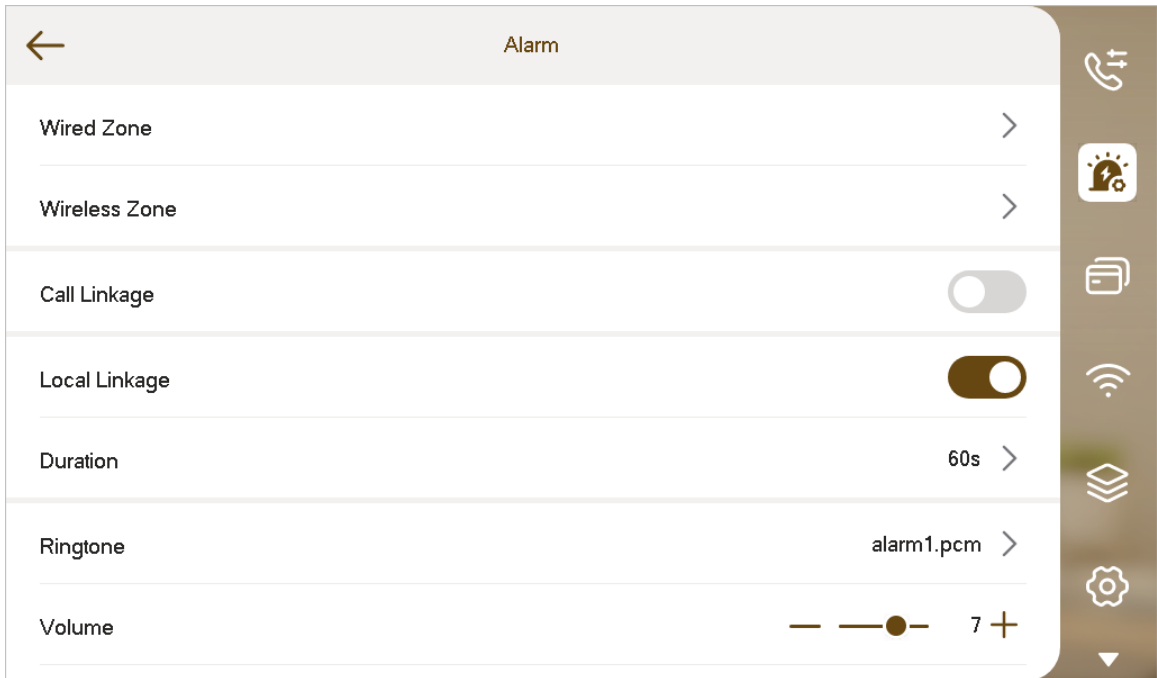 Alarm
Wired Zone
Wireless Zone
Call Linkage
Local Linkage
Duration 60s
Ringtone alarm1.pcm
Volume 7